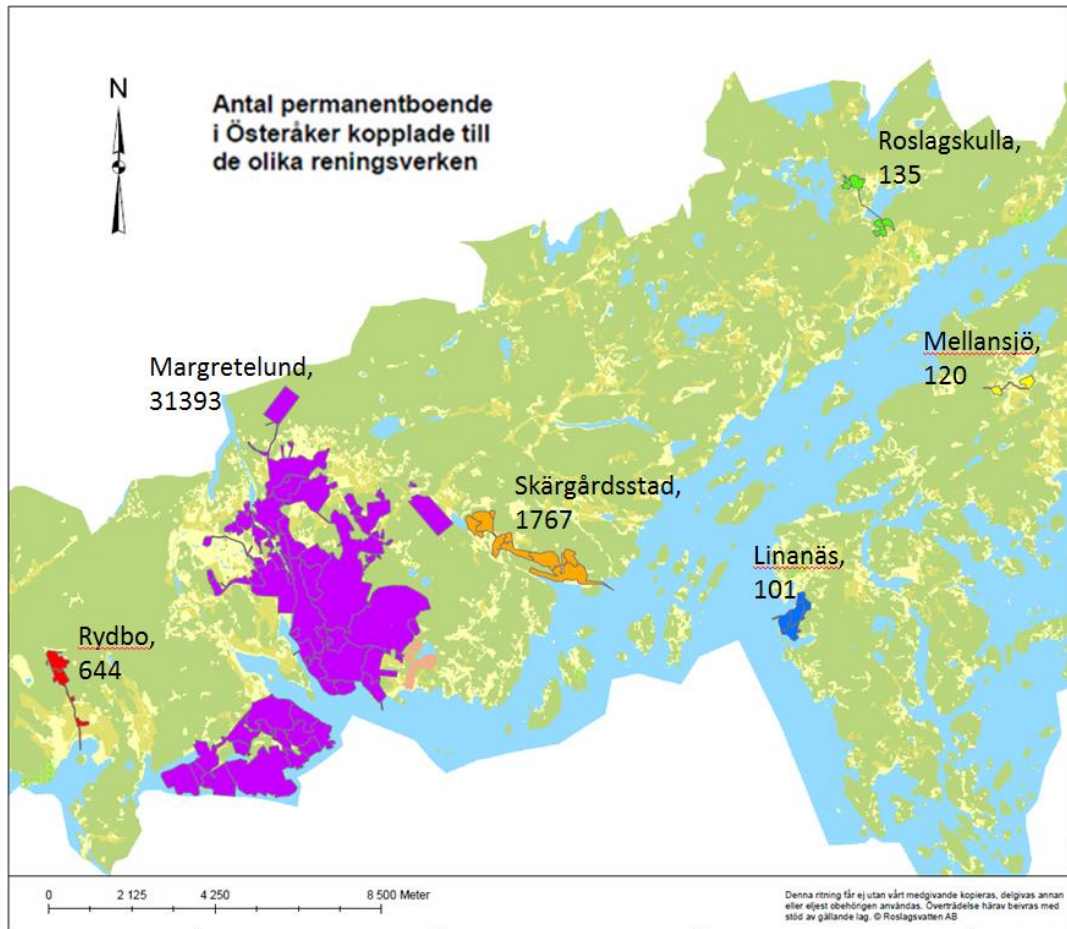 N
Antal permanentboende
i Österåker kopplade till
de olika reningsverken
Roslagskulla,
135
Mellansjö,
120
Margretelund,
31393
Skärgårdsstad,
1767
Linanäs,
101
Rydbo,
644
0 2 125 4 250 8 500 Meter
Denna ritning får ej utan vårt medgivande kopieras, delgivas annan
eller eljest obehörigen användas. Överträdelse härav beivras med
stöd av gällande lag. © Roslagsvatten AB